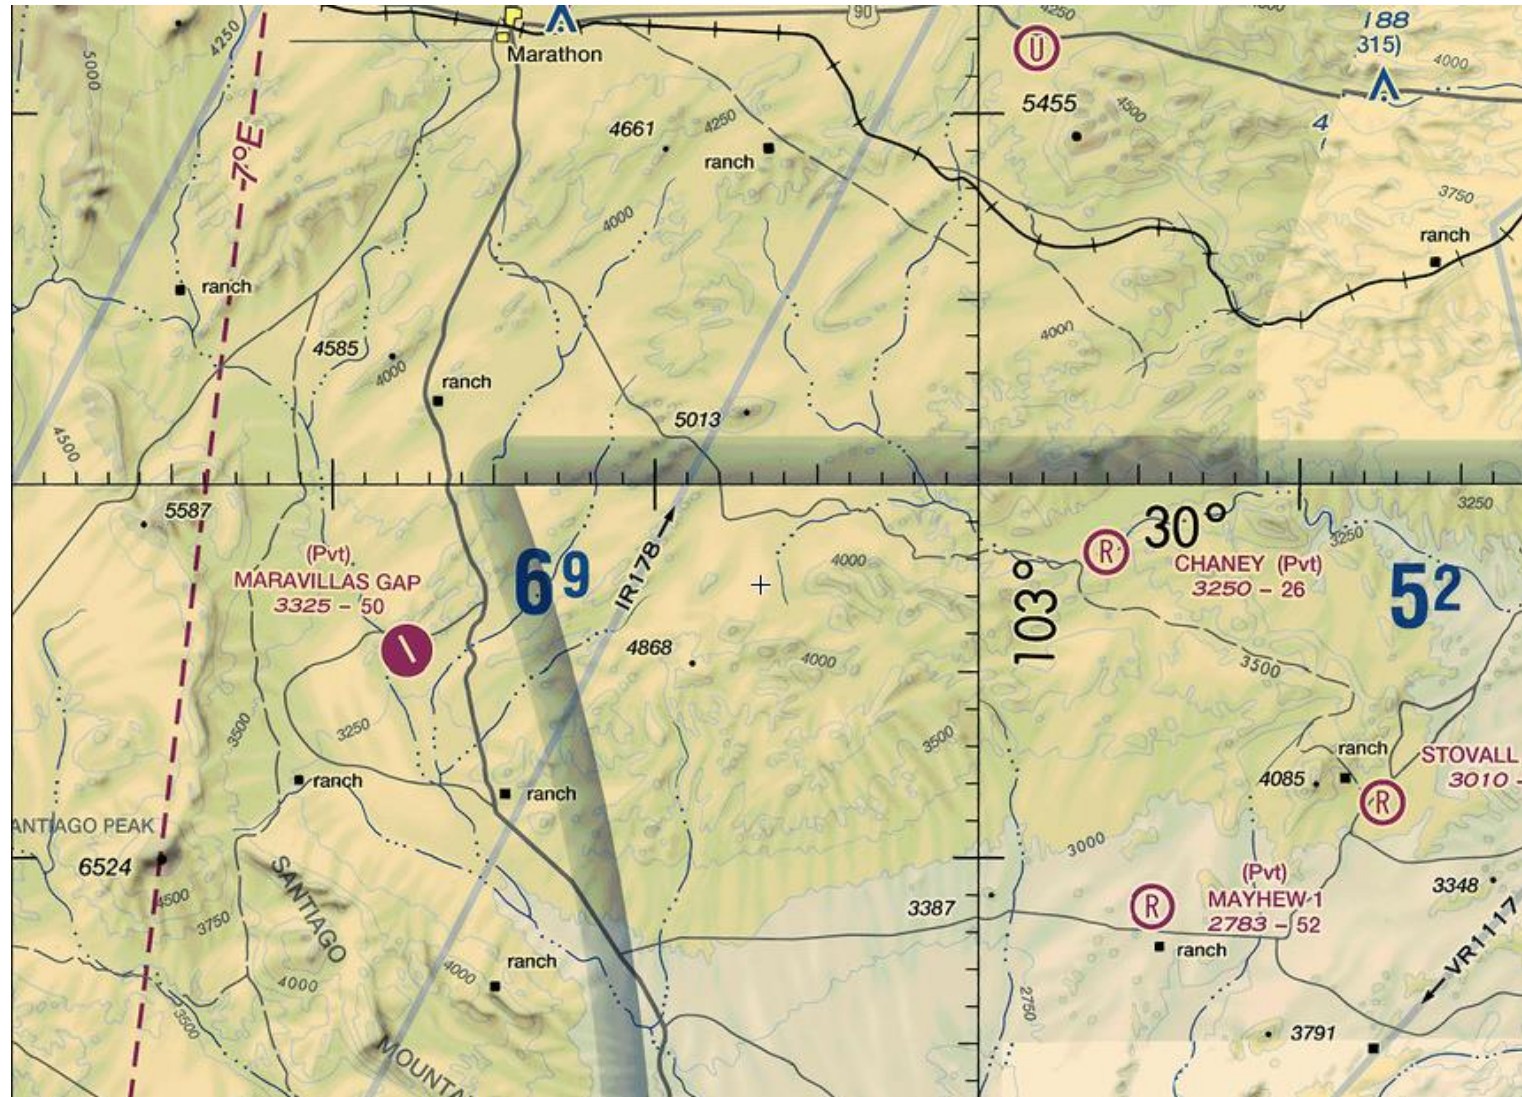 4250
90
4250
188
(315)
4000
5000
4250
Marathon
Ū
5455
4500
4661
4250
ranch
4
-7°E
4000
3750
ranch
ranch
4000
4585
4000
ranch
5013
4500
5587
IR178 →
30°
3250
3250
(Pvt)
MARAVILLAS GAP
3325 - 50
69
4000
R
CHANEY (Pvt)
3250 - 26
52
103°
4868
4000
3500
3250
3500
3500
ranch
STOVALL
3010 -
4085
R
ranch
ranch
ANTIAGO PEAK
6524
4500
3750
SANTIAGO
MOUNTA
3000
(Pvt)
MAYHEW 1
2783 - 52
R
3387
3348
ranch
VR1117
ranch
4000
4000
3500
2750
3791